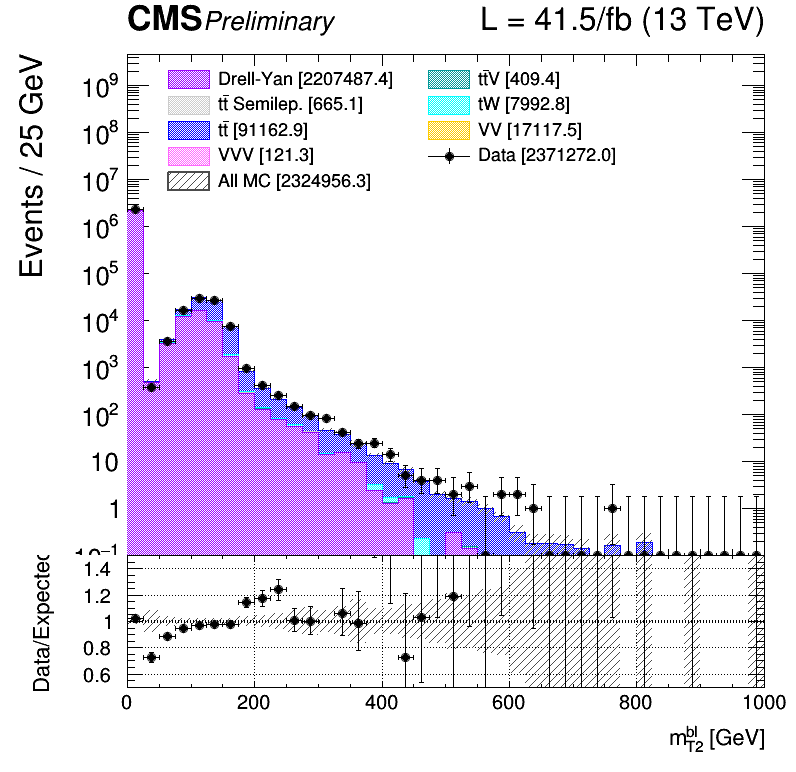 CMS Preliminary L = 41.5/fb (13 TeV)
Events / 25 GeV
Drell-Yan [2207487.4]
tt̄ Semilep. [665.1]
tt̄ [91162.9]
VVV [121.3]
All MC [2324956.3]
tt̄V [409.4]
tW [7992.8]
VV [17117.5]
Data [2371272.0]
10⁹
10⁸
10⁷
10⁶
10⁵
10⁴
10³
10²
10
1
10⁻¹
Data/Expected
1.4
1.2
1
0.8
0.6
0 200 400 600 800 1000
m_T2^bl [GeV]